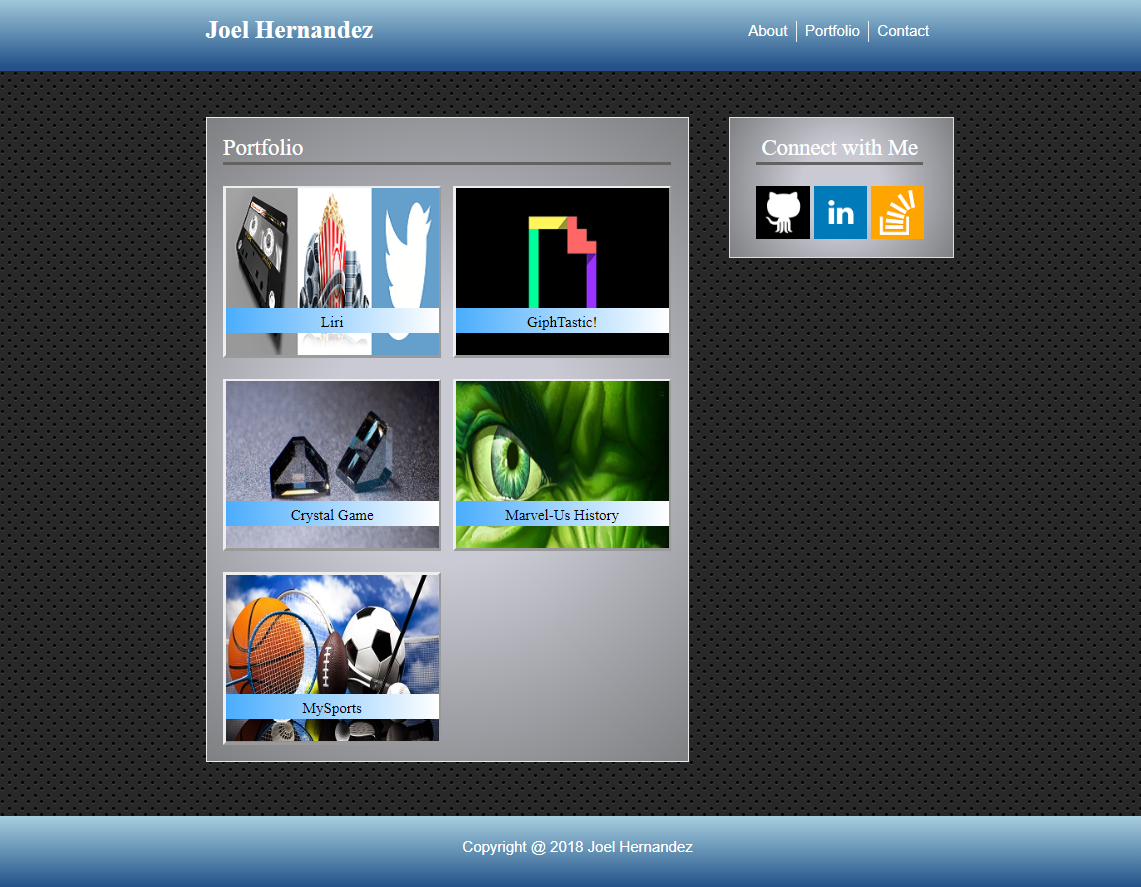 Joel Hernandez
About
Portfolio
Contact
Portfolio
Connect with Me
in
Liri
GiphTastic!
Crystal Game
Marvel-Us History
MySports
Copyright @ 2018 Joel Hernandez